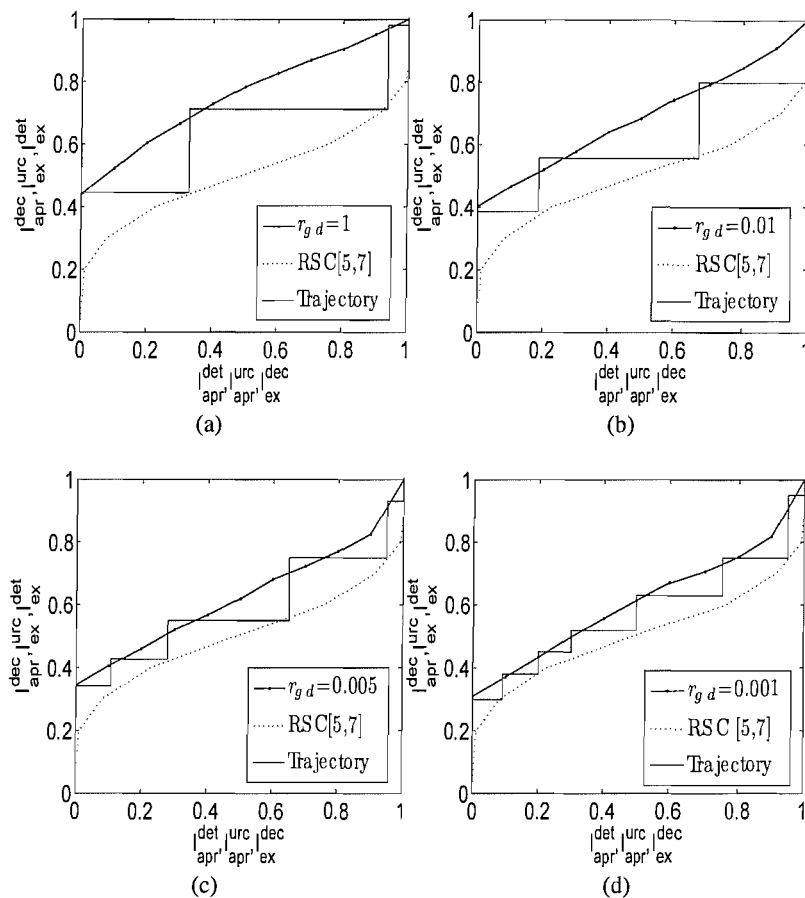 1
0.8
0.6
0.4
0.2
0
0 0.2 0.4 0.6 0.8 1
I^dec_apr, I^urc_ex, I^det_ex
I^det_apr, I^urc_apr, I^dec_ex
r_gd=1
RSC[5,7]
Trajectory
(a)
1
0.8
0.6
0.4
0.2
0
0 0.2 0.4 0.6 0.8 1
I^dec_apr, I^urc_ex, I^det_ex
I^det_apr, I^urc_apr, I^dec_ex
r_gd=0.01
RSC[5,7]
Trajectory
(b)
1
0.8
0.6
0.4
0.2
0
0 0.2 0.4 0.6 0.8 1
I^dec_apr, I^urc_ex, I^det_ex
I^det_apr, I^urc_apr, I^dec_ex
r_gd=0.005
RSC[5,7]
Trajectory
(c)
1
0.8
0.6
0.4
0.2
0
0 0.2 0.4 0.6 0.8 1
I^dec_apr, I^urc_ex, I^det_ex
I^det_apr, I^urc_apr, I^dec_ex
r_gd=0.001
RSC [5,7]
Trajectory
(d)